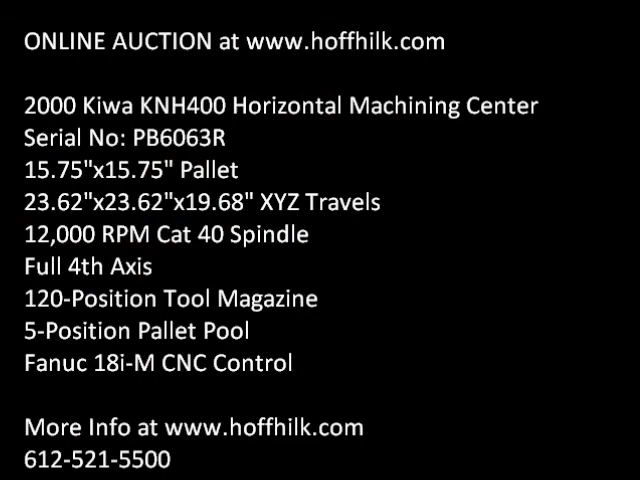 ONLINE AUCTION at www.hoffhilk.com
2000 Kiwa KNH400 Horizontal Machining Center
Serial No: PB6063R
15.75"x15.75" Pallet
23.62"x23.62"x19.68" XYZ Travels
12,000 RPM Cat 40 Spindle
Full 4th Axis
120-Position Tool Magazine
5-Position Pallet Pool
Fanuc 18i-M CNC Control
More Info at www.hoffhilk.com
612-521-5500